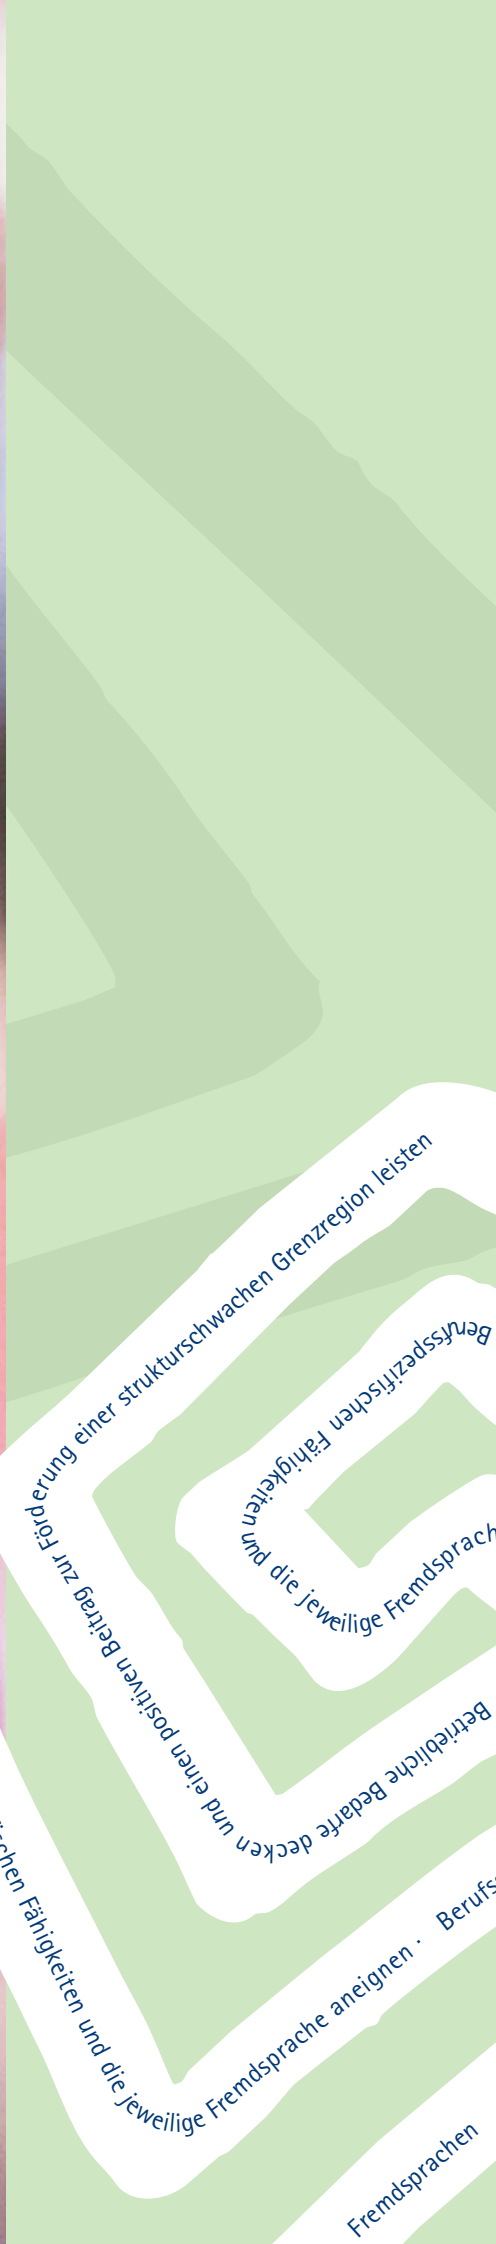 Betriebliche Bedarfe decken und einen positiven Beitrag zur Förderung einer strukturschwachen Grenzregion leisten
Berufsspezifischen Fähigkeiten und die jeweilige Fremdsprach
schen Fähigkeiten und die jeweilige Fremdsprache aneignen · Berufs
Fremdsprachen